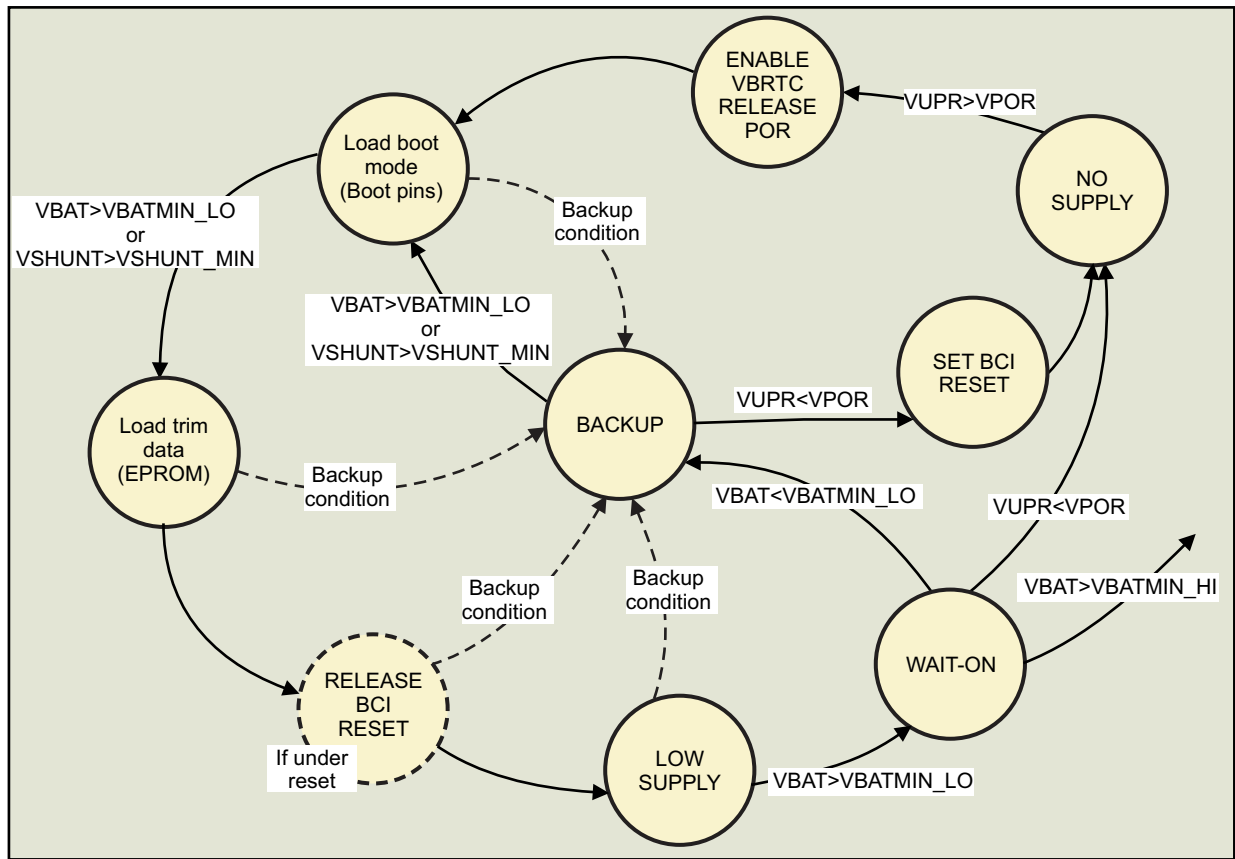 ENABLE
VBRTC
RELEASE
POR
VUPR>VPOR
NO
SUPPLY
Load boot
mode
(Boot pins)
VBAT>VBATMIN_LO
or
VSHUNT>VSHUNT_MIN
Backup
condition
VBAT>VBATMIN_LO
or
VSHUNT>VSHUNT_MIN
SET BCI
RESET
BACKUP
VUPR<VPOR
Load trim
data
(EPROM)
Backup
condition
VBAT<VBATMIN_LO
VUPR<VPOR
Backup
condition
Backup
condition
VBAT>VBATMIN_HI
WAIT-ON
RELEASE
BCI
RESET
If under
reset
LOW
SUPPLY
VBAT>VBATMIN_LO